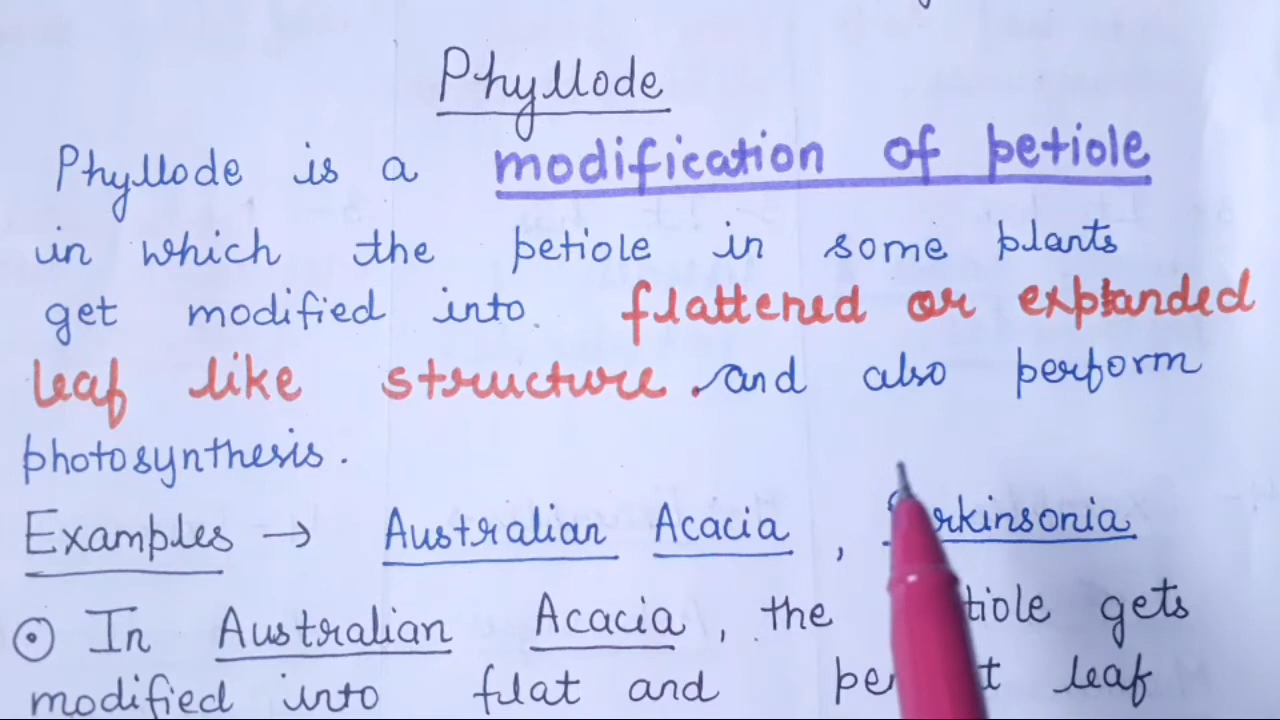 Phyllode
Phyllode is a modification of petiole
in which the petiole in some plants
get modified into. flattened or expanded
leaf like structure. and also perform
photosynthesis.
Examples → Australian Acacia,
In Australian Acacia, the gets
modified into flat and leaf